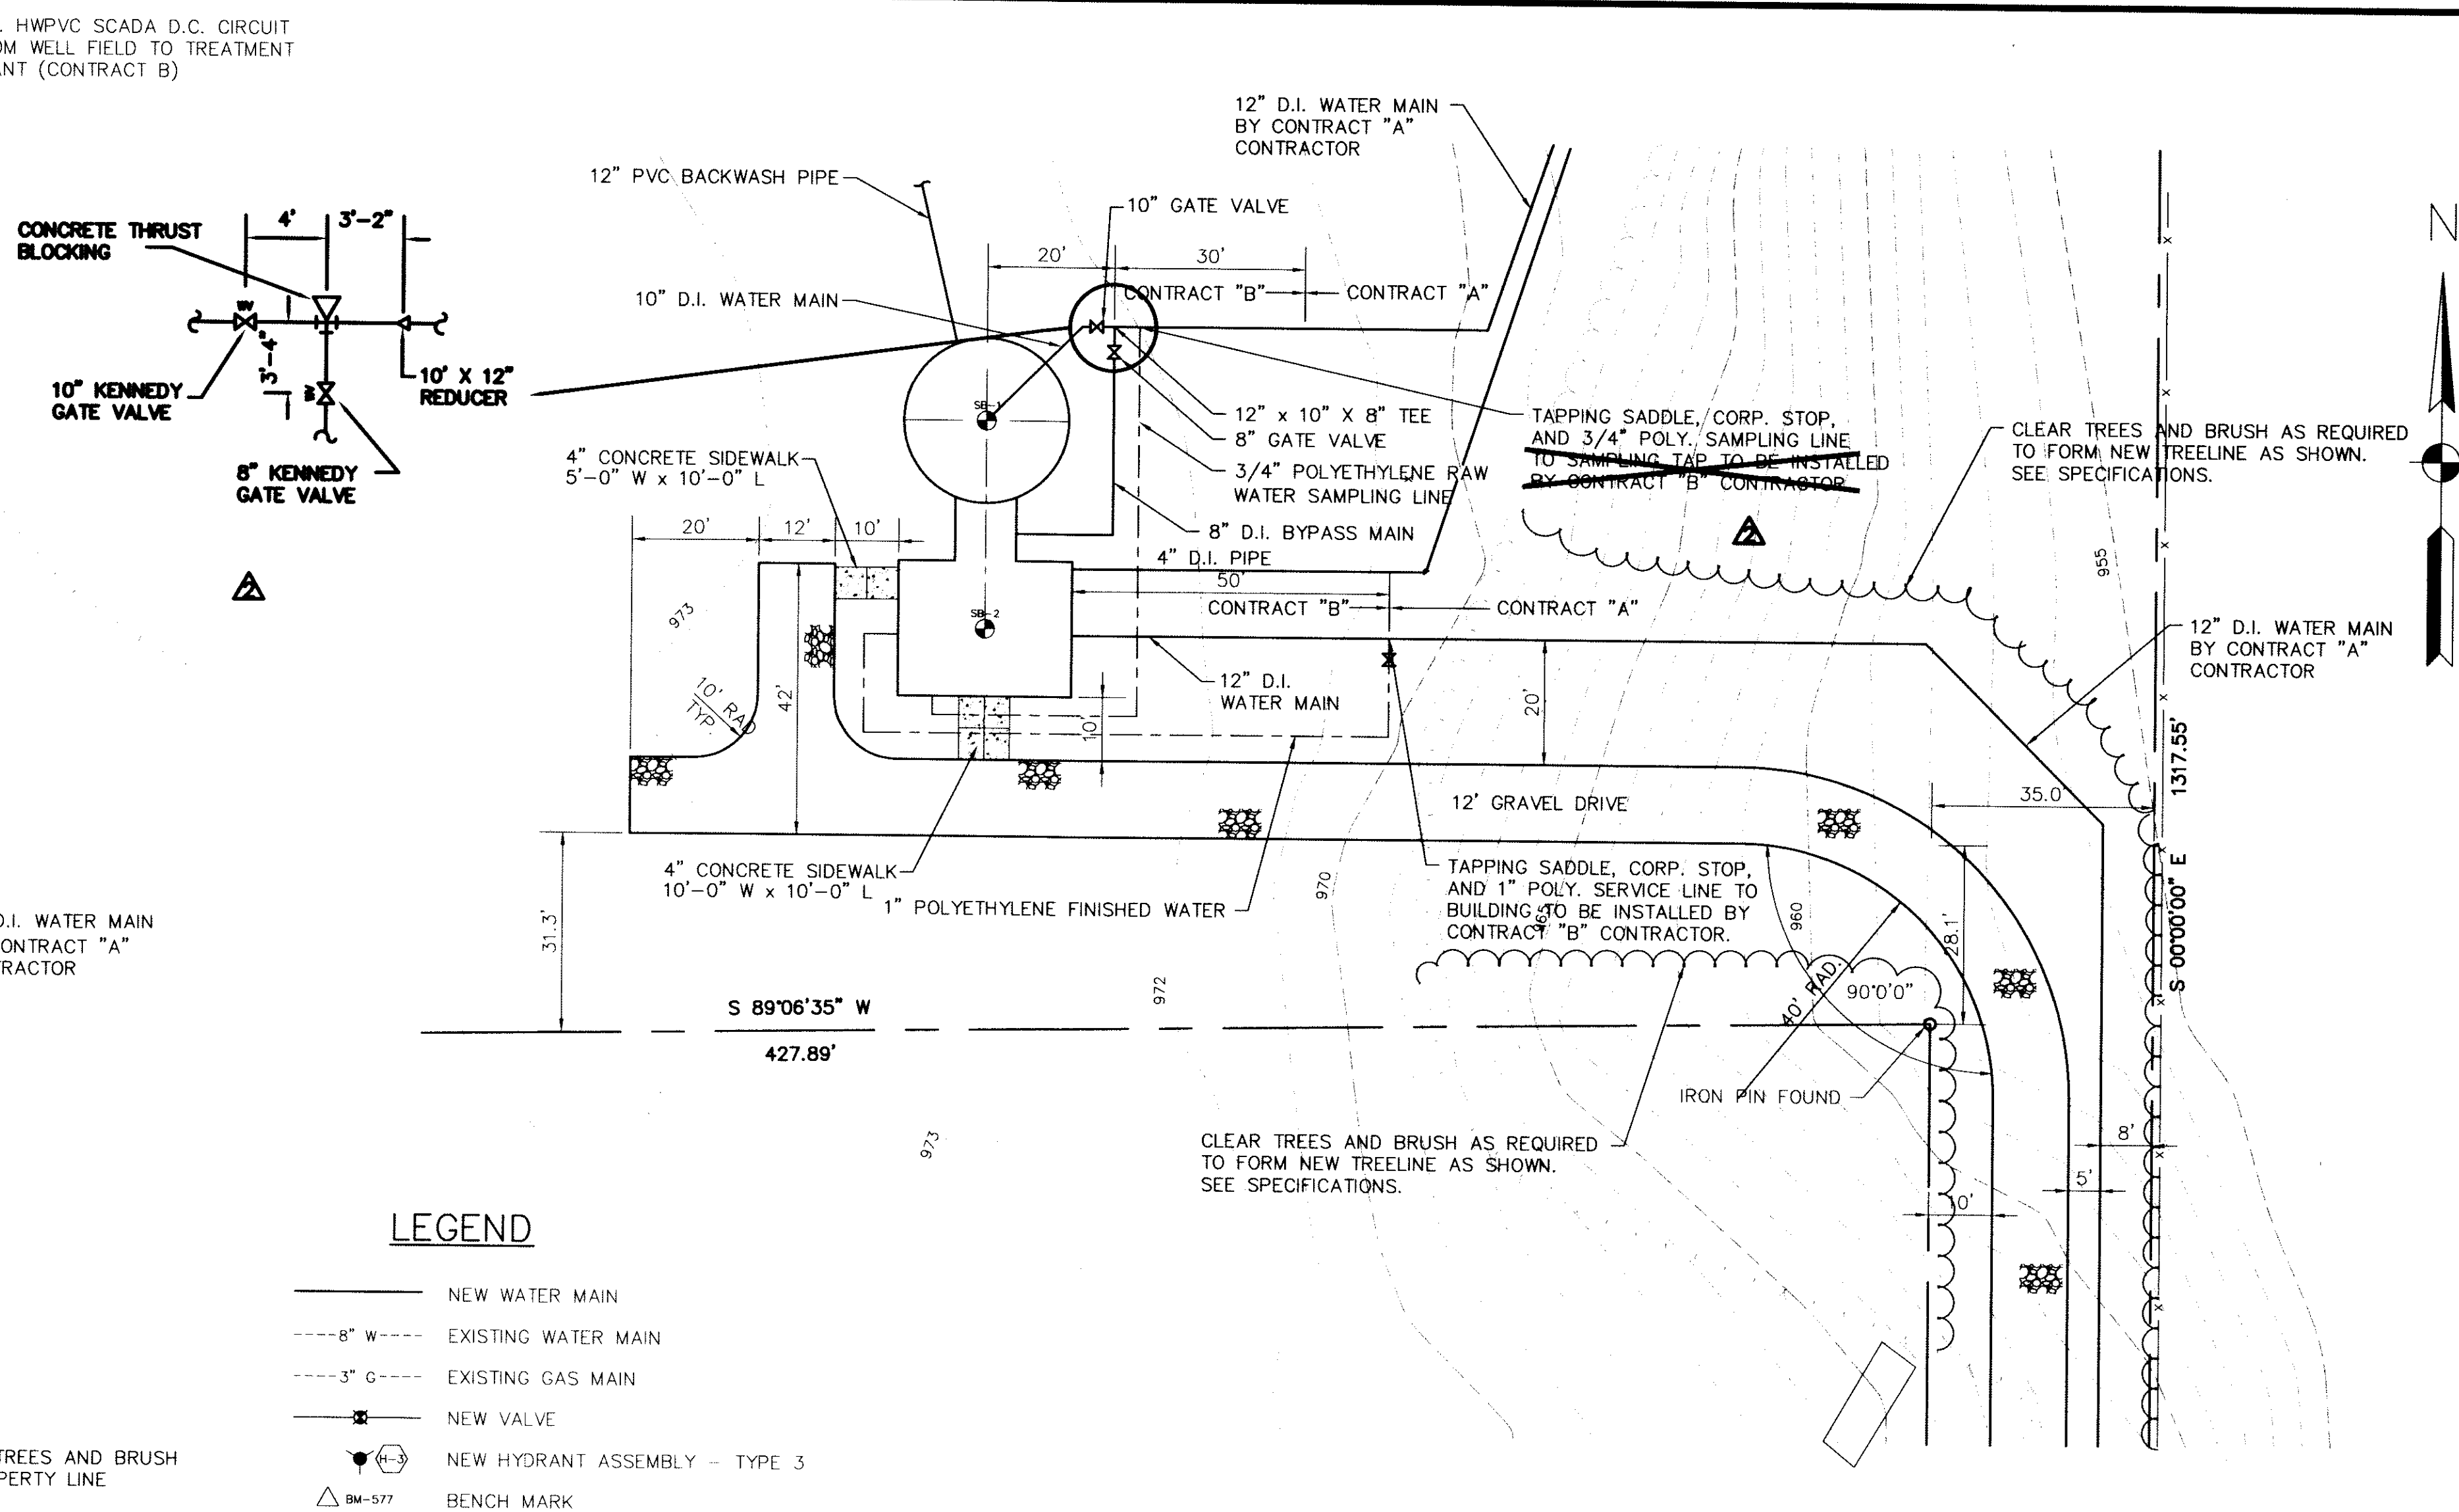 . HWPVC SCADA D.C. CIRCUIT
OM WELL FIELD TO TREATMENT
ANT (CONTRACT B)
CONCRETE THRUST
BLOCKING
4'
3'-2"
3'-4"
10" KENNEDY
GATE VALVE
10' X 12"
REDUCER
8" KENNEDY
GATE VALVE
2
12" PVC BACKWASH PIPE
10" D.I. WATER MAIN
12" D.I. WATER MAIN
BY CONTRACT "A"
CONTRACTOR
10" GATE VALVE
20'
30'
CONTRACT "B"
CONTRACT "A"
SB-1
12" x 10" X 8" TEE
8" GATE VALVE
3/4" POLYETHYLENE RAW
WATER SAMPLING LINE
8" D.I. BYPASS MAIN
TAPPING SADDLE, CORP. STOP,
AND 3/4" POLY. SAMPLING LINE
TO SAMPLING TAP TO BE INSTALLED
BY CONTRACT "B" CONTRACTOR
2
CLEAR TREES AND BRUSH AS REQUIRED
TO FORM NEW TREELINE AS SHOWN.
SEE SPECIFICATIONS.
N
4" CONCRETE SIDEWALK
5'-0" W x 10'-0" L
20'
12'
10'
4" D.I. PIPE
50'
CONTRACT "B"
CONTRACT "A"
955
973
SB-2
12" D.I. WATER MAIN
BY CONTRACT "A"
CONTRACTOR
10' RAD
TYP.
42'
12" D.I.
WATER MAIN
10'
20'
1317.55'
S 00°00'00" E
35.0'
12' GRAVEL DRIVE
4" CONCRETE SIDEWALK
10'-0" W x 10'-0" L
1" POLYETHYLENE FINISHED WATER
970
TAPPING SADDLE, CORP. STOP,
AND 1" POLY. SERVICE LINE TO
BUILDING TO BE INSTALLED BY
CONTRACT "B" CONTRACTOR.
965
960
28.1'
31.3'
D.I. WATER MAIN
ONTRACT "A"
TRACTOR
972
S 89°06'35" W
427.89'
40' RAD.
90°0'0"
IRON PIN FOUND
973
CLEAR TREES AND BRUSH AS REQUIRED
TO FORM NEW TREELINE AS SHOWN.
SEE SPECIFICATIONS.
8'
5'
10'
LEGEND
NEW WATER MAIN
----8" W---- EXISTING WATER MAIN
----3" G---- EXISTING GAS MAIN
NEW VALVE
H-3 NEW HYDRANT ASSEMBLY - TYPE 3
BM-577 BENCH MARK
TREES AND BRUSH
PERTY LINE